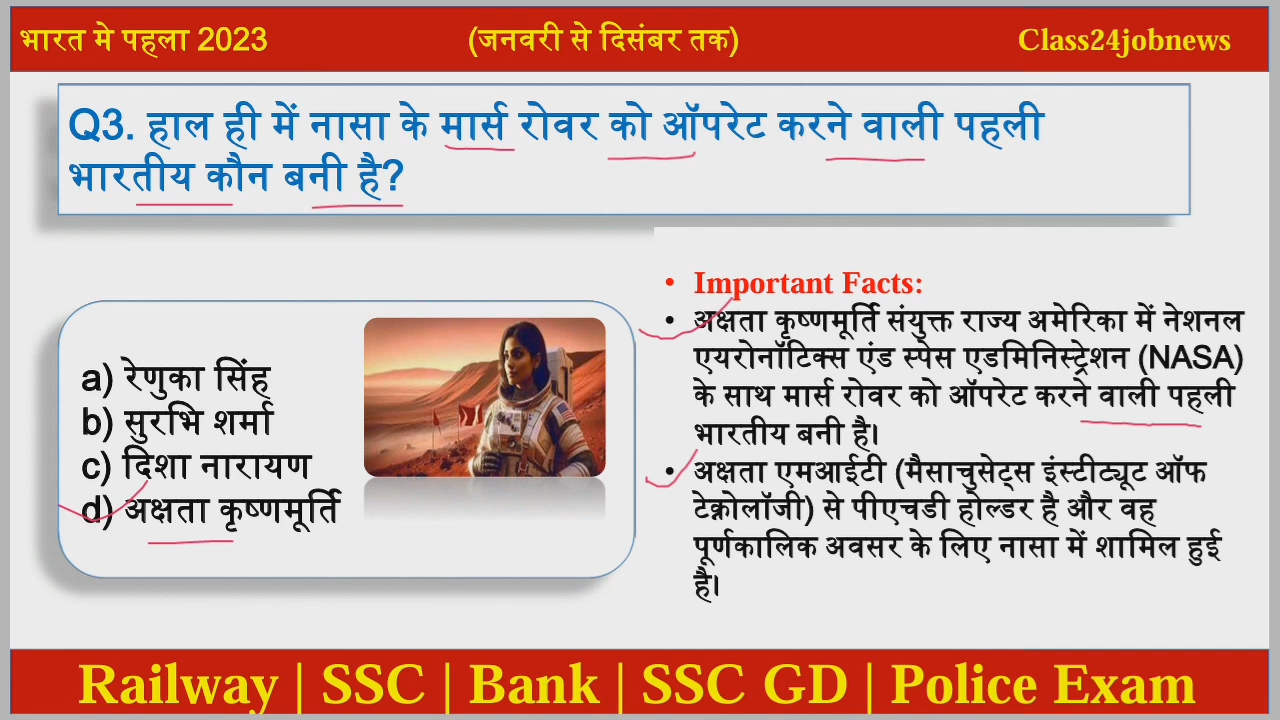 भारत मे पहला 2023 (जनवरी से दिसंबर तक) Class24jobnews
Q3. हाल ही में नासा के मार्स रोवर को ऑपरेट करने वाली पहली
भारतीय कौन बनी है?
a) रेणुका सिंह
b) सुरभि शर्मा
c) दिशा नारायण
d) अक्षता कृष्णमूर्ति
• Important Facts:
• अक्षता कृष्णमूर्ति संयुक्त राज्य अमेरिका में नेशनल
एयरोनॉटिक्स एंड स्पेस एडमिनिस्ट्रेशन (NASA)
के साथ मार्स रोवर को ऑपरेट करने वाली पहली
भारतीय बनी है।
• अक्षता एमआईटी (मैसाचुसेट्स इंस्टीट्यूट ऑफ
टेक्नोलॉजी) से पीएचडी होल्डर है और वह
पूर्णकालिक अवसर के लिए नासा में शामिल हुई
है।
Railway | SSC | Bank | SSC GD | Police Exam